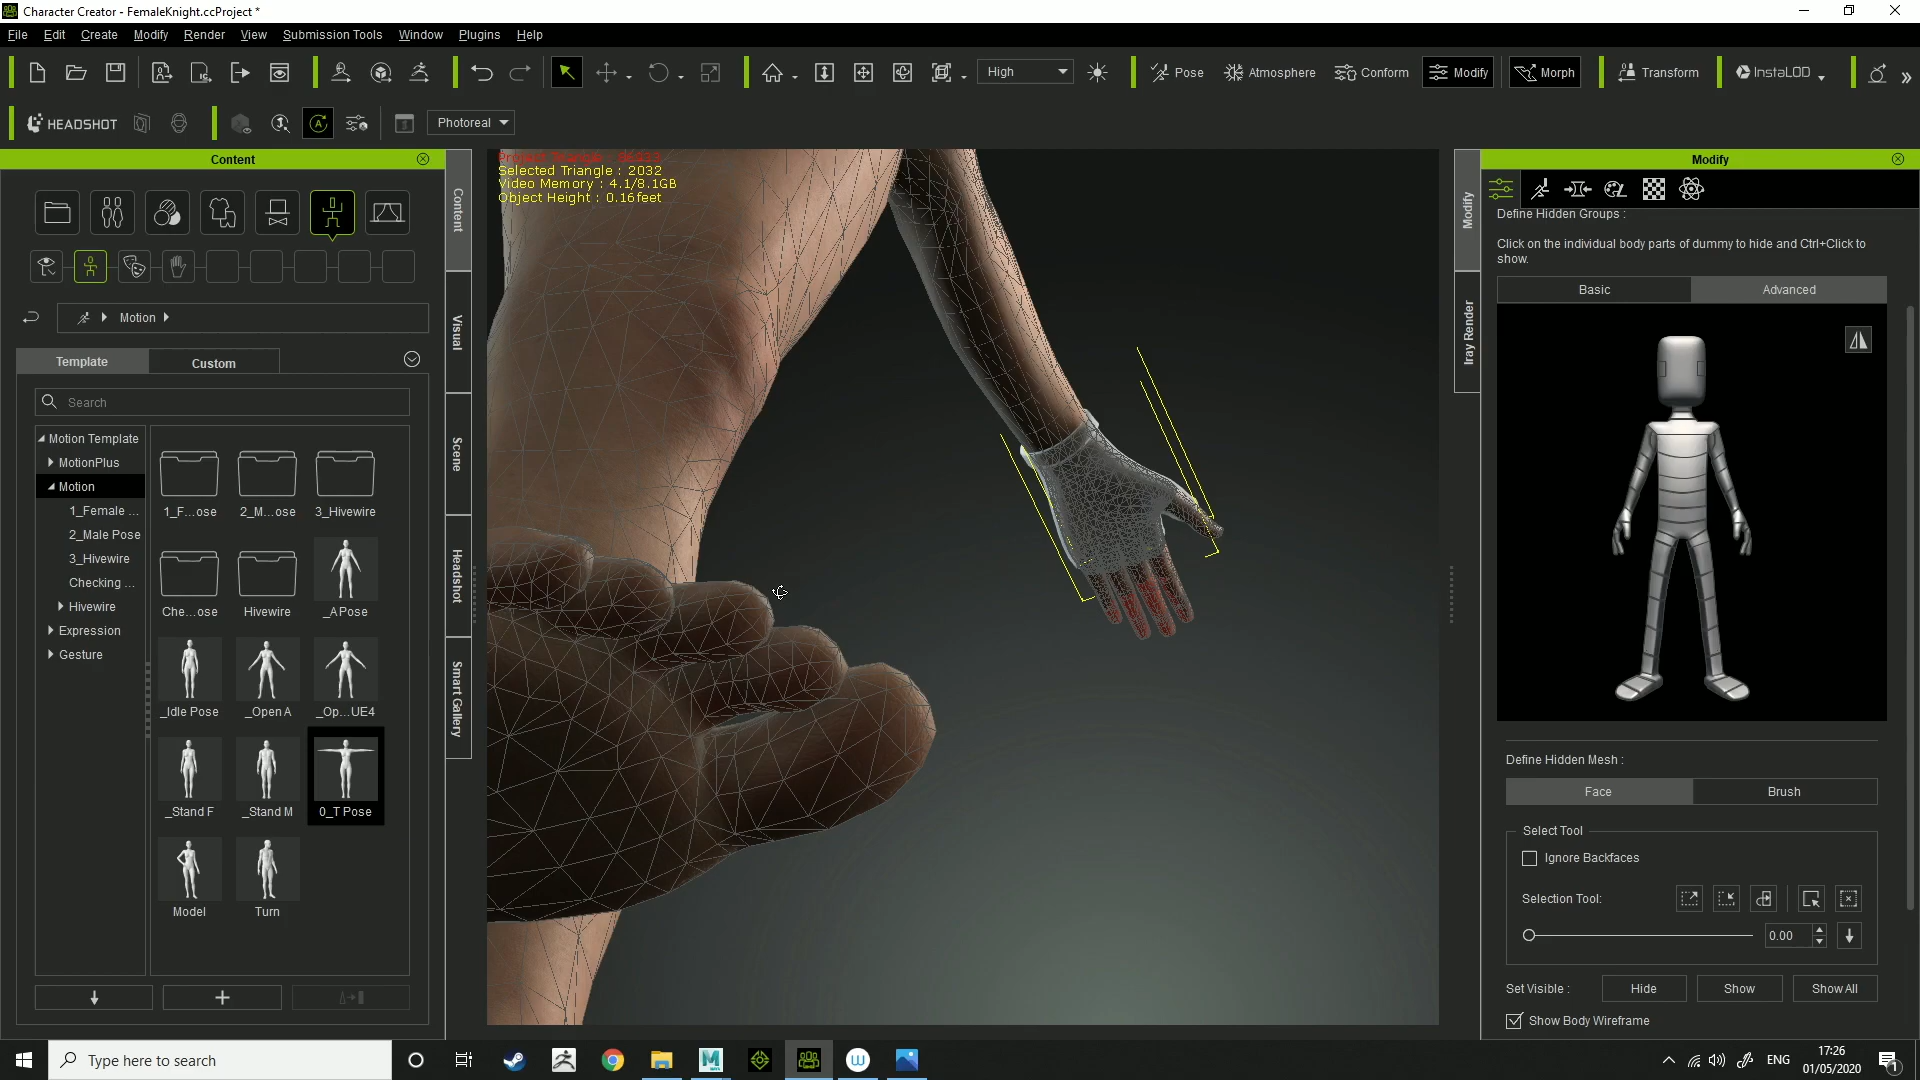 Character Creator - FemaleKnight.ccProject *
File Edit Create Modify Render View Submission Tools Window Plugins Help
High Pose Atmosphere Conform Modify Morph Transform InstaLOD
HEADSHOT Photoreal
Content
Motion
Template Custom
Search
Motion Template
MotionPlus
Motion
1_Female ...
2_Male Pose
3_Hivewire
Checking ...
Hivewire
Expression
Gesture
1_F...ose 2_M...ose 3_Hivewire
Che...ose Hivewire _A Pose
_Idle Pose _Open A _Op...UE4
_Stand F _Stand M 0_T Pose
Model Turn
Content
Visual
Scene
Headshot
Smart Gallery
Selected Triangle : 2032
Video Memory : 4.1/8.1GB
Object Height : 0.16feet
Modify
Iray Render
Modify
Define Hidden Groups :
Click on the individual body parts of dummy to hide and Ctrl+Click to
show.
Basic Advanced
Define Hidden Mesh :
Face Brush
Select Tool
Ignore Backfaces
Selection Tool:
0.00
Set Visible : Hide Show Show All
Show Body Wireframe
Type here to search
ENG
17:26
01/05/2020
1